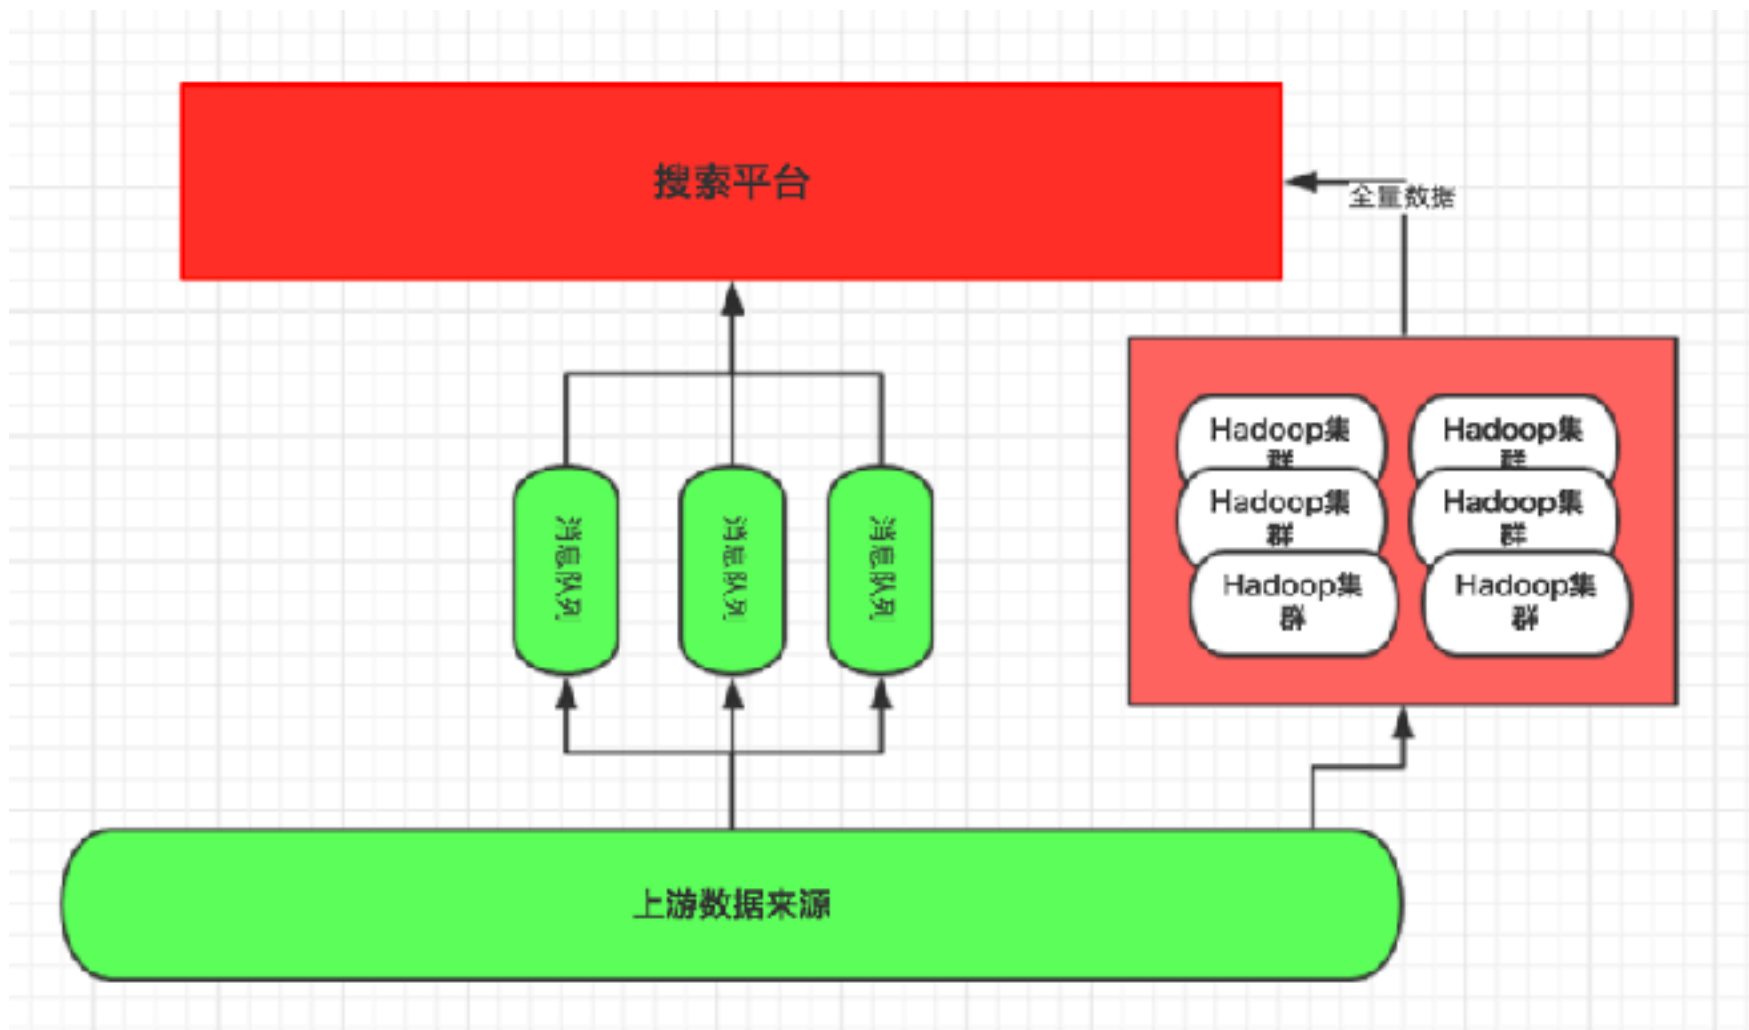 搜索平台
全量数据
Hadoop集
群
Hadoop集
群
Hadoop集
群
Hadoop集
群
Hadoop集
群
Hadoop集
群
消息队列
消息队列
消息队列
上游数据来源